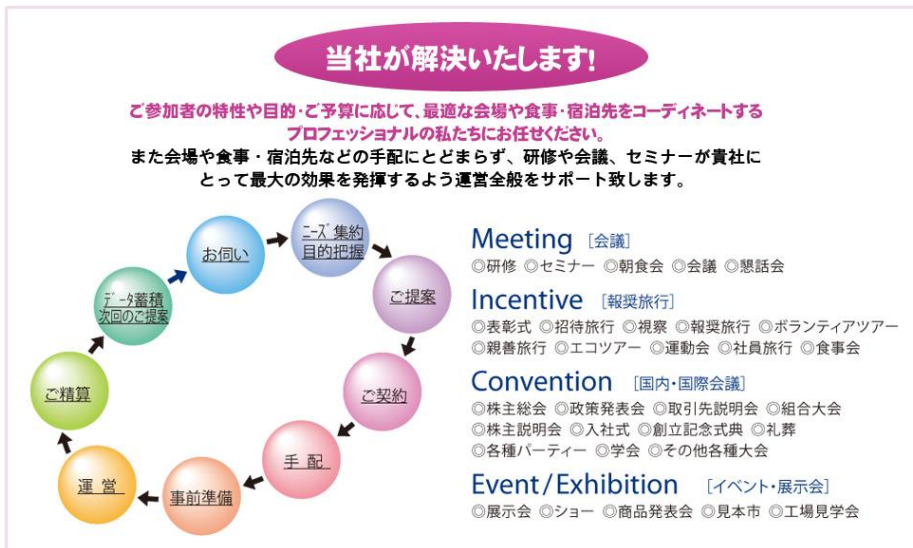 当社が解決いたします!
ご参加者の特性や目的・ご予算に応じて、最適な会場や食事・宿泊先をコーディネートする
プロフェッショナルの私たちにお任せください。
また会場や食事・宿泊先などの手配にとどまらず、研修や会議、セミナーが貴社に
とって最大の効果を発揮するよう運営全般をサポート致します。
お伺い
ニーズ集約
目的把握
ご提案
ご契約
手 配
事前準備
運 営
ご精算
データ蓄積
次回のご提案
Meeting [会議]
◎研修 ◎セミナー ◎朝食会 ◎会議 ◎懇話会
Incentive [報奨旅行]
◎表彰式 ◎招待旅行 ◎視察 ◎報奨旅行 ◎ボランティアツアー
◎親善旅行 ◎エコツアー ◎運動会 ◎社員旅行 ◎食事会
Convention [国内・国際会議]
◎株主総会 ◎政策発表会 ◎取引先説明会 ◎組合大会
◎株主説明会 ◎入社式 ◎創立記念式典 ◎礼葬
◎各種パーティー ◎学会 ◎その他各種大会
Event/Exhibition [イベント・展示会]
◎展示会 ◎ショー ◎商品発表会 ◎見本市 ◎工場見学会